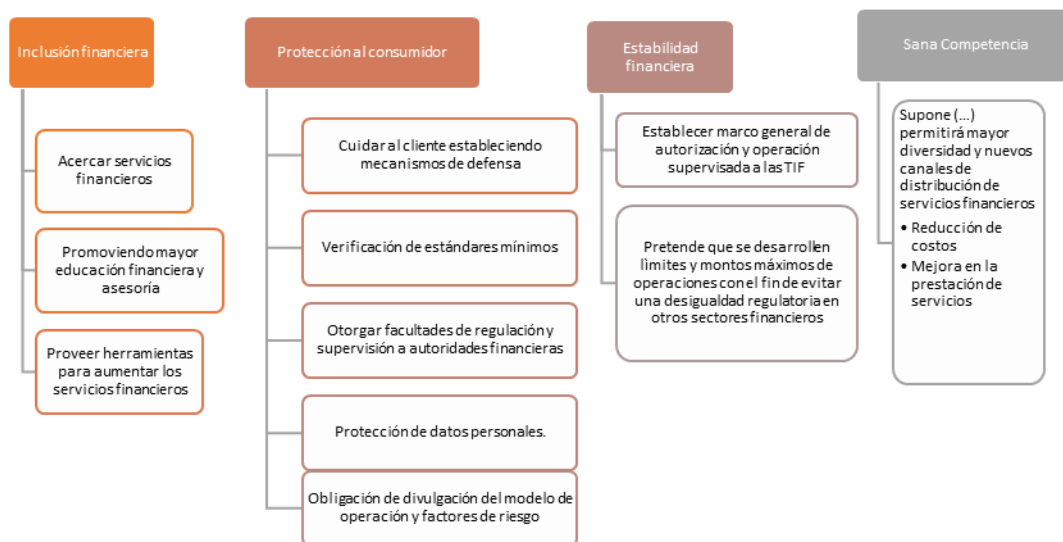 Inclusión financiera
Acercar servicios
financieros
Promoviendo mayor
educación financiera y
asesoría
Proveer herramientas
para aumentar los
servicios financieros
Protección al consumidor
Cuidar al cliente estableciendo
mecanismos de defensa
Verificación de estándares mínimos
Otorgar facultades de regulación y
supervisión a autoridades financieras
Protección de datos personales.
Obligación de divulgación del modelo de
operación y factores de riesgo
Estabilidad
financiera
Establecer marco general de
autorización y operación
supervisada a las TIF
Pretende que se desarrollen
lìmites y montos máximos de
operaciones con el fin de evitar
una desigualdad regulatoria en
otros sectores financieros
Sana Competencia
Supone (...)
permitirá mayor
diversidad y nuevos
canales de
distribución de
servicios financieros
• Reducción de
costos
• Mejora en la
prestación de
servicios